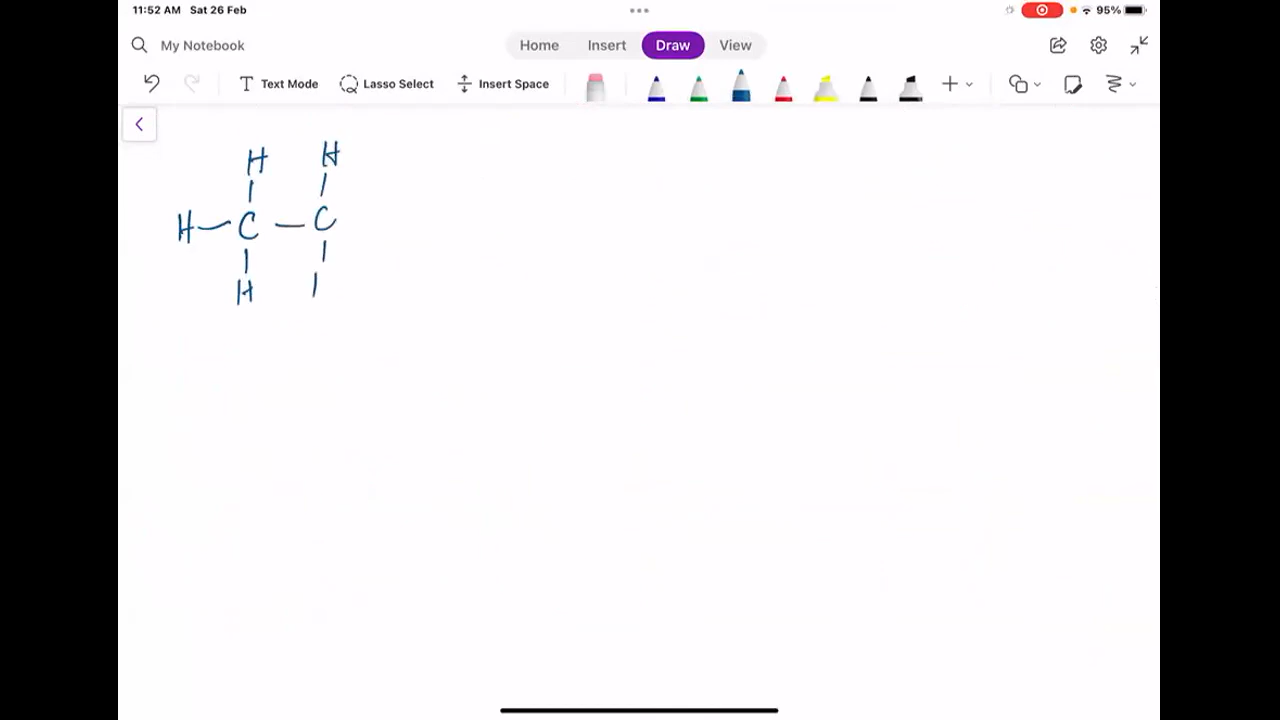 11:52 AM Sat 26 Feb
95%
My Notebook
Home Insert Draw View
Text Mode Lasso Select Insert Space
H H
H — C — C
H